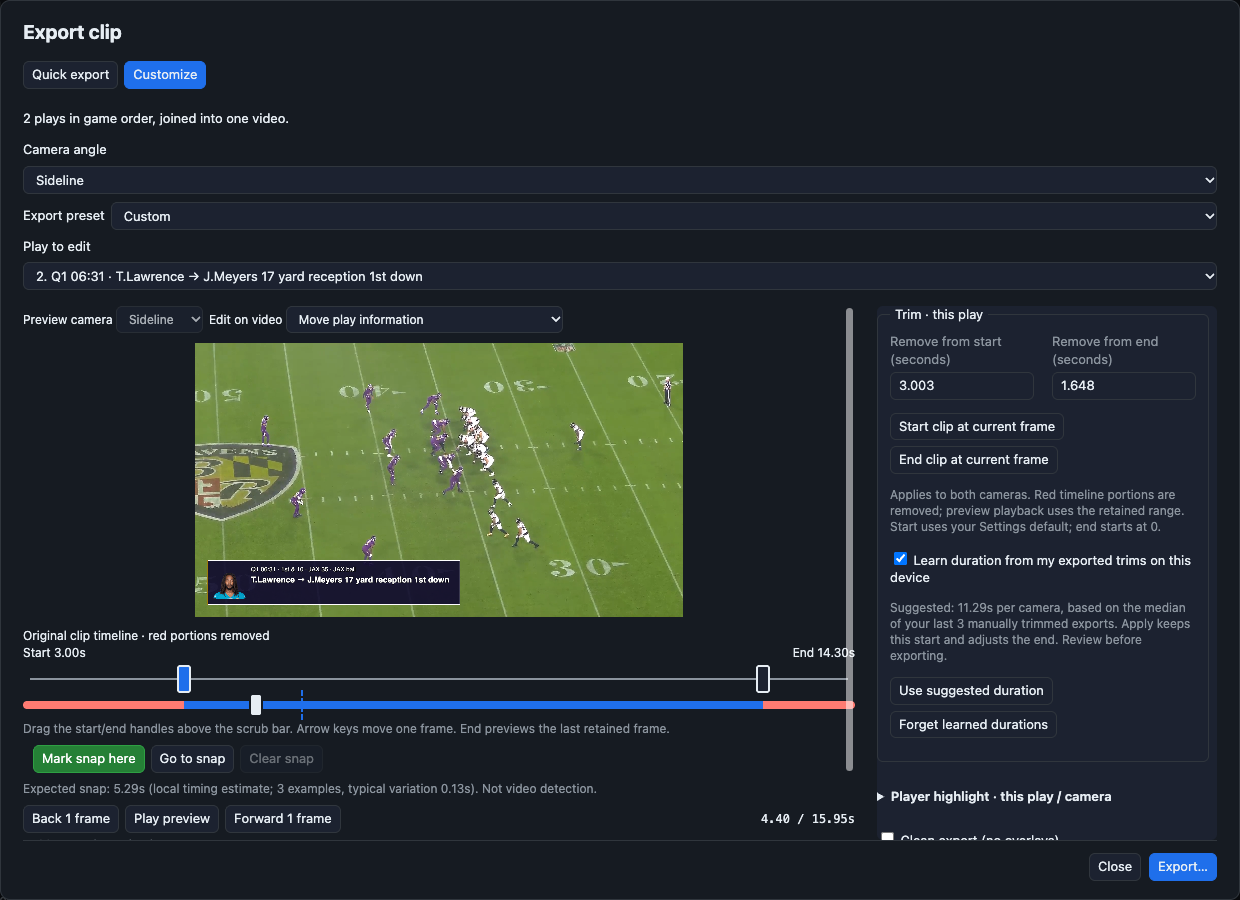 Export clip
Quick export
Customize
2 plays in game order, joined into one video.
Camera angle
Sideline
Export preset
Custom
Play to edit
2. Q1 06:31 · T.Lawrence → J.Meyers 17 yard reception 1st down
Preview camera
Sideline
Edit on video
Move play information
T.Lawrence → J.Meyers 17 yard reception 1st down
Original clip timeline · red portions removed
Start 3.00s
End 14.30s
Drag the start/end handles above the scrub bar. Arrow keys move one frame. End previews the last retained frame.
Mark snap here
Go to snap
Clear snap
Expected snap: 5.29s (local timing estimate; 3 examples, typical variation 0.13s). Not video detection.
Back 1 frame
Play preview
Forward 1 frame
4.40 / 15.95s
Trim · this play
Remove from start
(seconds)
3.003
Remove from end
(seconds)
1.648
Start clip at current frame
End clip at current frame
Applies to both cameras. Red timeline portions are
removed; preview playback uses the retained range.
Start uses your Settings default; end starts at 0.
Learn duration from my exported trims on this
device
Suggested: 11.29s per camera, based on the median
of your last 3 manually trimmed exports. Apply keeps
this start and adjusts the end. Review before
exporting.
Use suggested duration
Forget learned durations
Player highlight · this play / camera
Clean export (no overlays)
Close
Export...